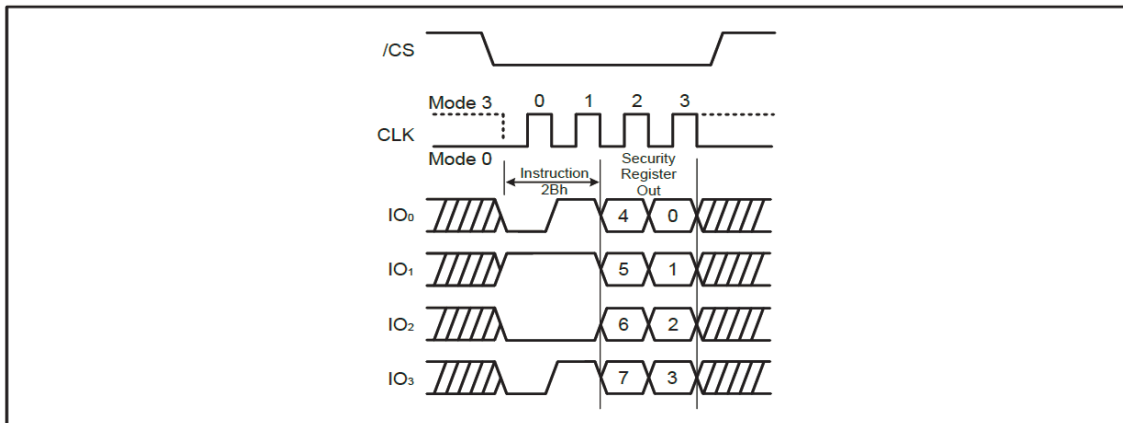 /CS
Mode 3 0 1 2 3
CLK
Mode 0
Instruction
2Bh
Security
Register
Out
IO₀ 4 0
IO₁ 5 1
IO₂ 6 2
IO₃ 7 3